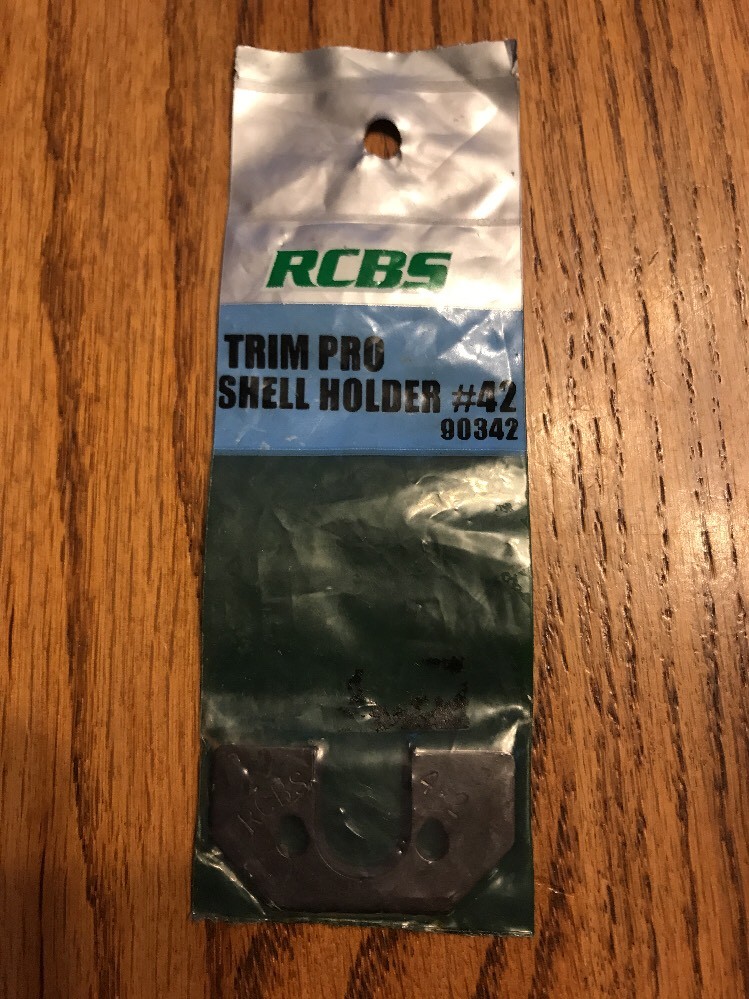 RCBS
TRIM PRO
SHELL HOLDER #42
90342
RCBS
42